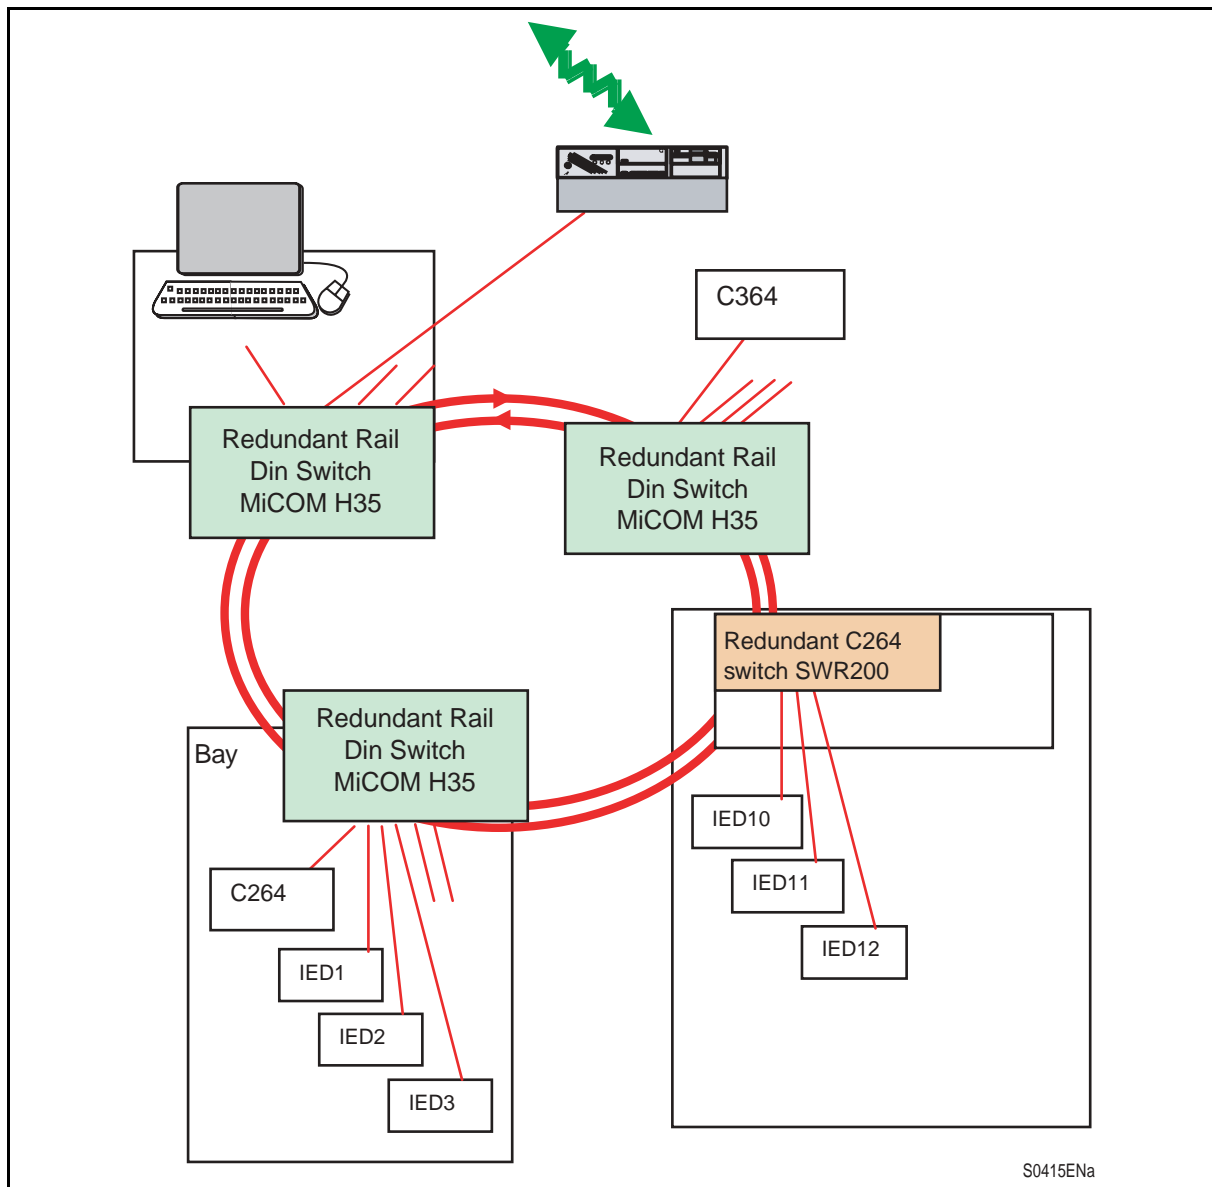 C364
Redundant Rail
Din Switch
MiCOM H35
Redundant Rail
Din Switch
MiCOM H35
Redundant C264
switch SWR200
Redundant Rail
Din Switch
MiCOM H35
Bay
IED10
IED11
C264
IED12
IED1
IED2
IED3
S0415ENa